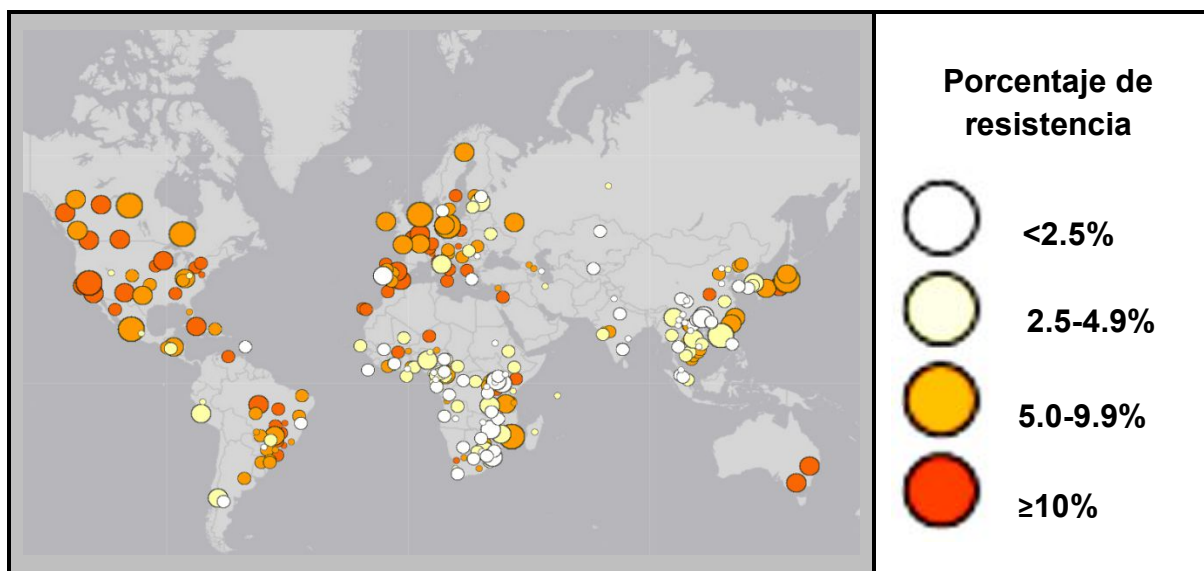 Porcentaje de
resistencia
<2.5%
2.5-4.9%
5.0-9.9%
≥10%